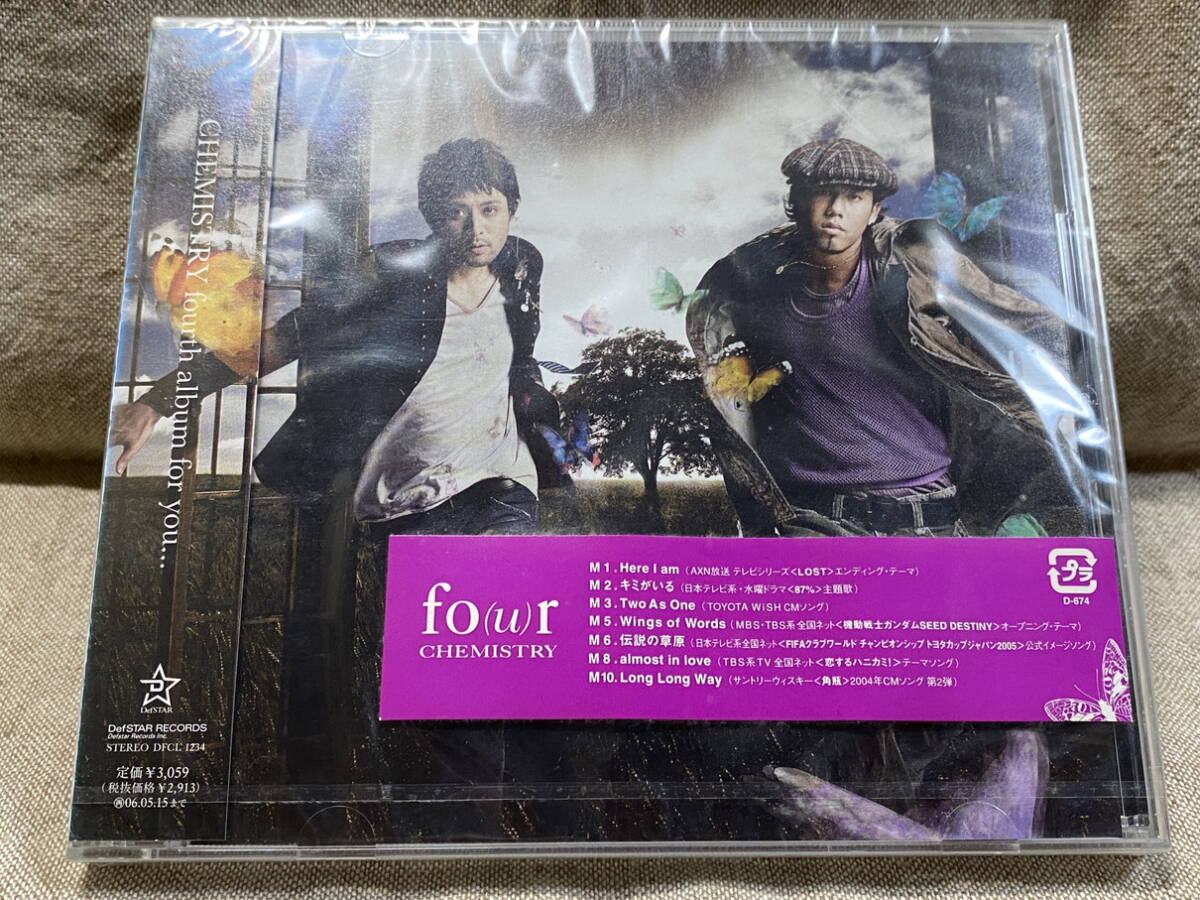 CHEMISTRY fourth album for you...
D
DefSTAR
DefSTAR RECORDS
Defstar Records Inc.
STEREO DFCL 1234
定価¥3,059
(税抜価格¥2,913)
㋐06.05.15まで
fo(u)r
CHEMISTRY
M 1 . Here I am (AXN放送 テレビシリーズ<LOST>エンディング・テーマ)
M 2 . キミがいる (日本テレビ系・水曜ドラマ<87%>主題歌)
M 3 . Two As One (TOYOTA WiSH CMソング)
M 5 . Wings of Words (MBS・TBS系 全国ネット<機動戦士ガンダムSEED DESTINY>オープニング・テーマ)
M 6 . 伝説の草原 (日本テレビ系全国ネット<FIFAクラブワールド チャンピオンシップ トヨタカップジャパン2005>公式イメージソング)
M 8 . almost in love (TBS系TV 全国ネット<恋するハニカミ!>テーマソング)
M10. Long Long Way (サントリーウィスキー<角瓶>2004年CMソング 第2弾)
プラ
D-674